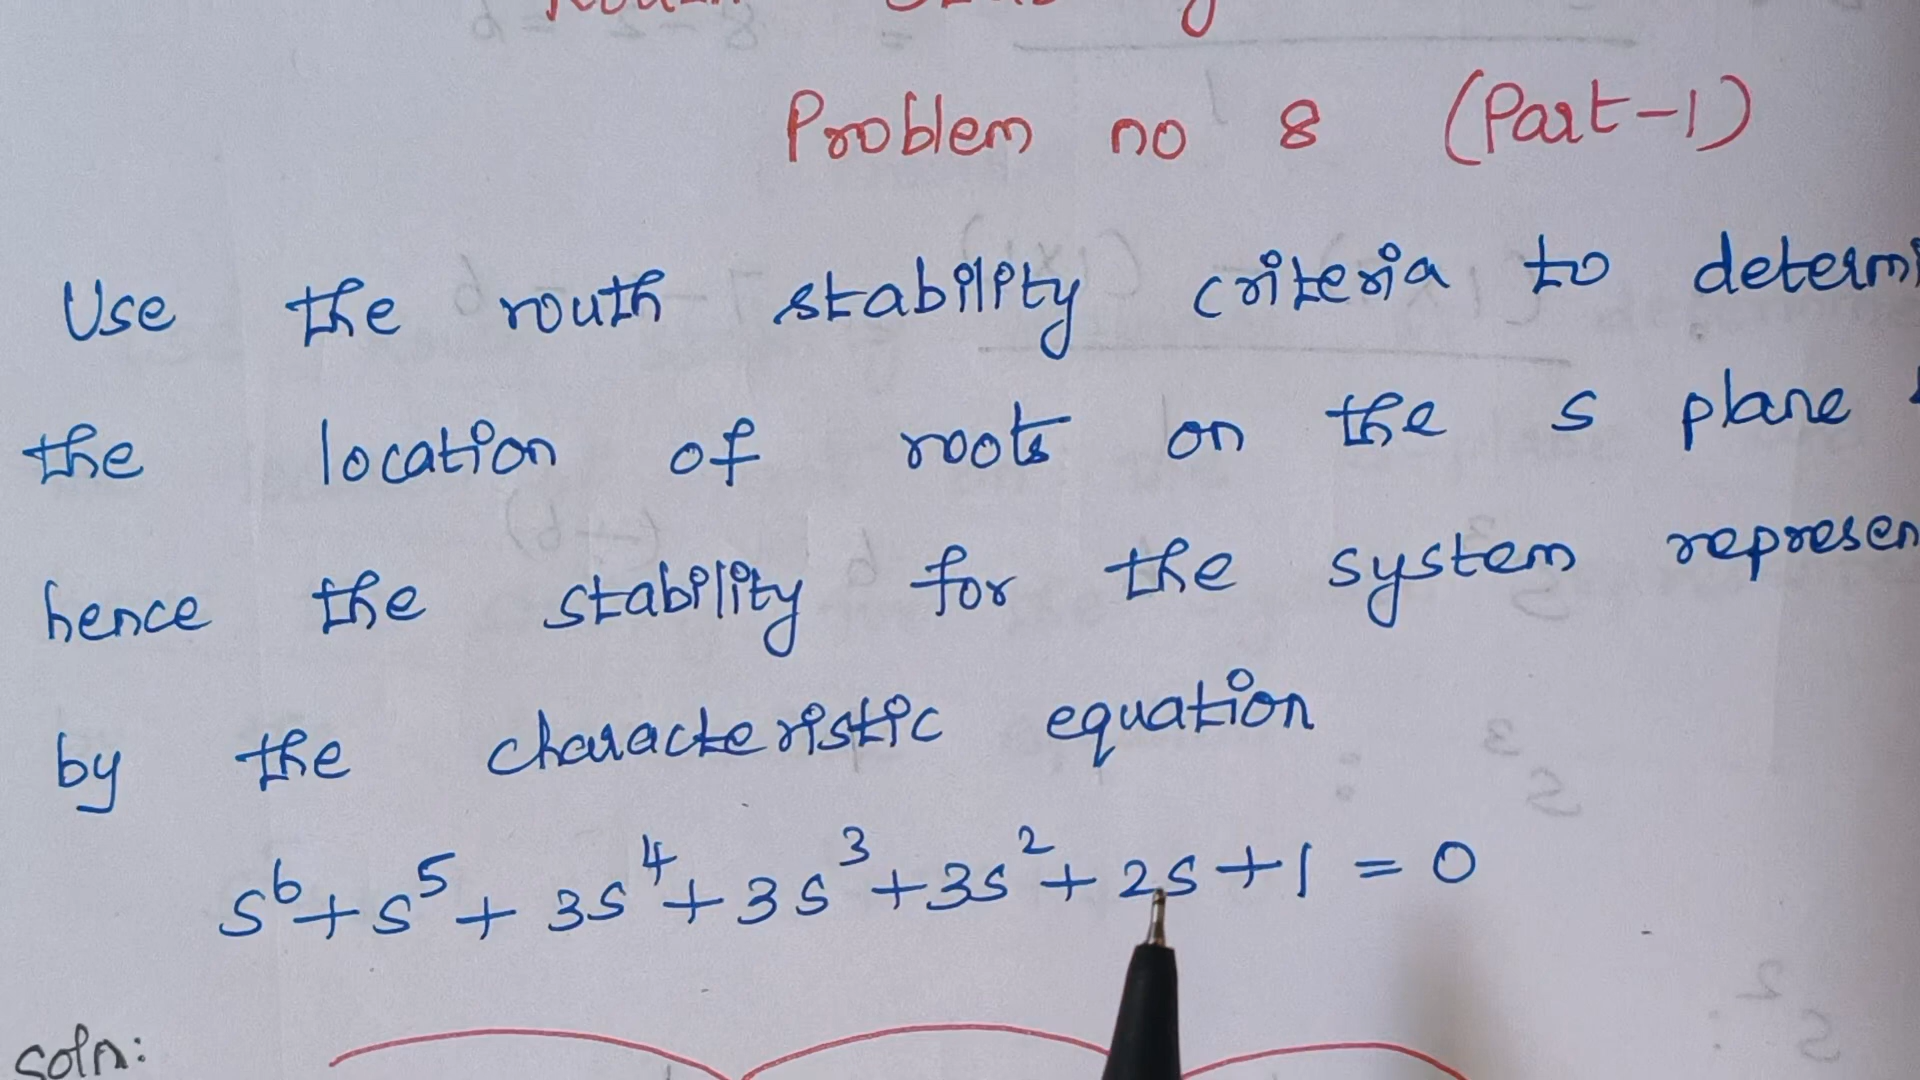 Problem no 8 (Part-1)
Use the routh stability criteria to determi
the location of roots on the s plane
hence the stability for the system represen
by the characteristic equation
s⁶+s⁵+3s⁴+3s³+3s²+2s+1=0
soln: